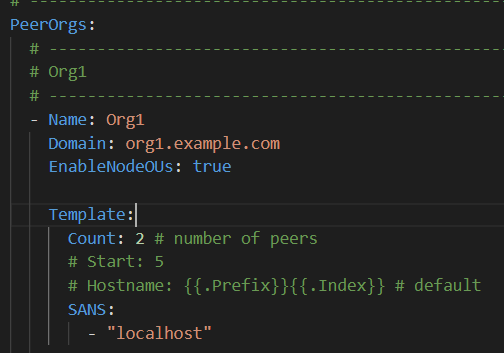 # -----------------------------------------------
PeerOrgs:
# -----------------------------------------------
# Org1
# -----------------------------------------------
- Name: Org1
Domain: org1.example.com
EnableNodeOUs: true
Template:
Count: 2 # number of peers
# Start: 5
# Hostname: {{.Prefix}}{{.Index}} # default
SANS:
- "localhost"